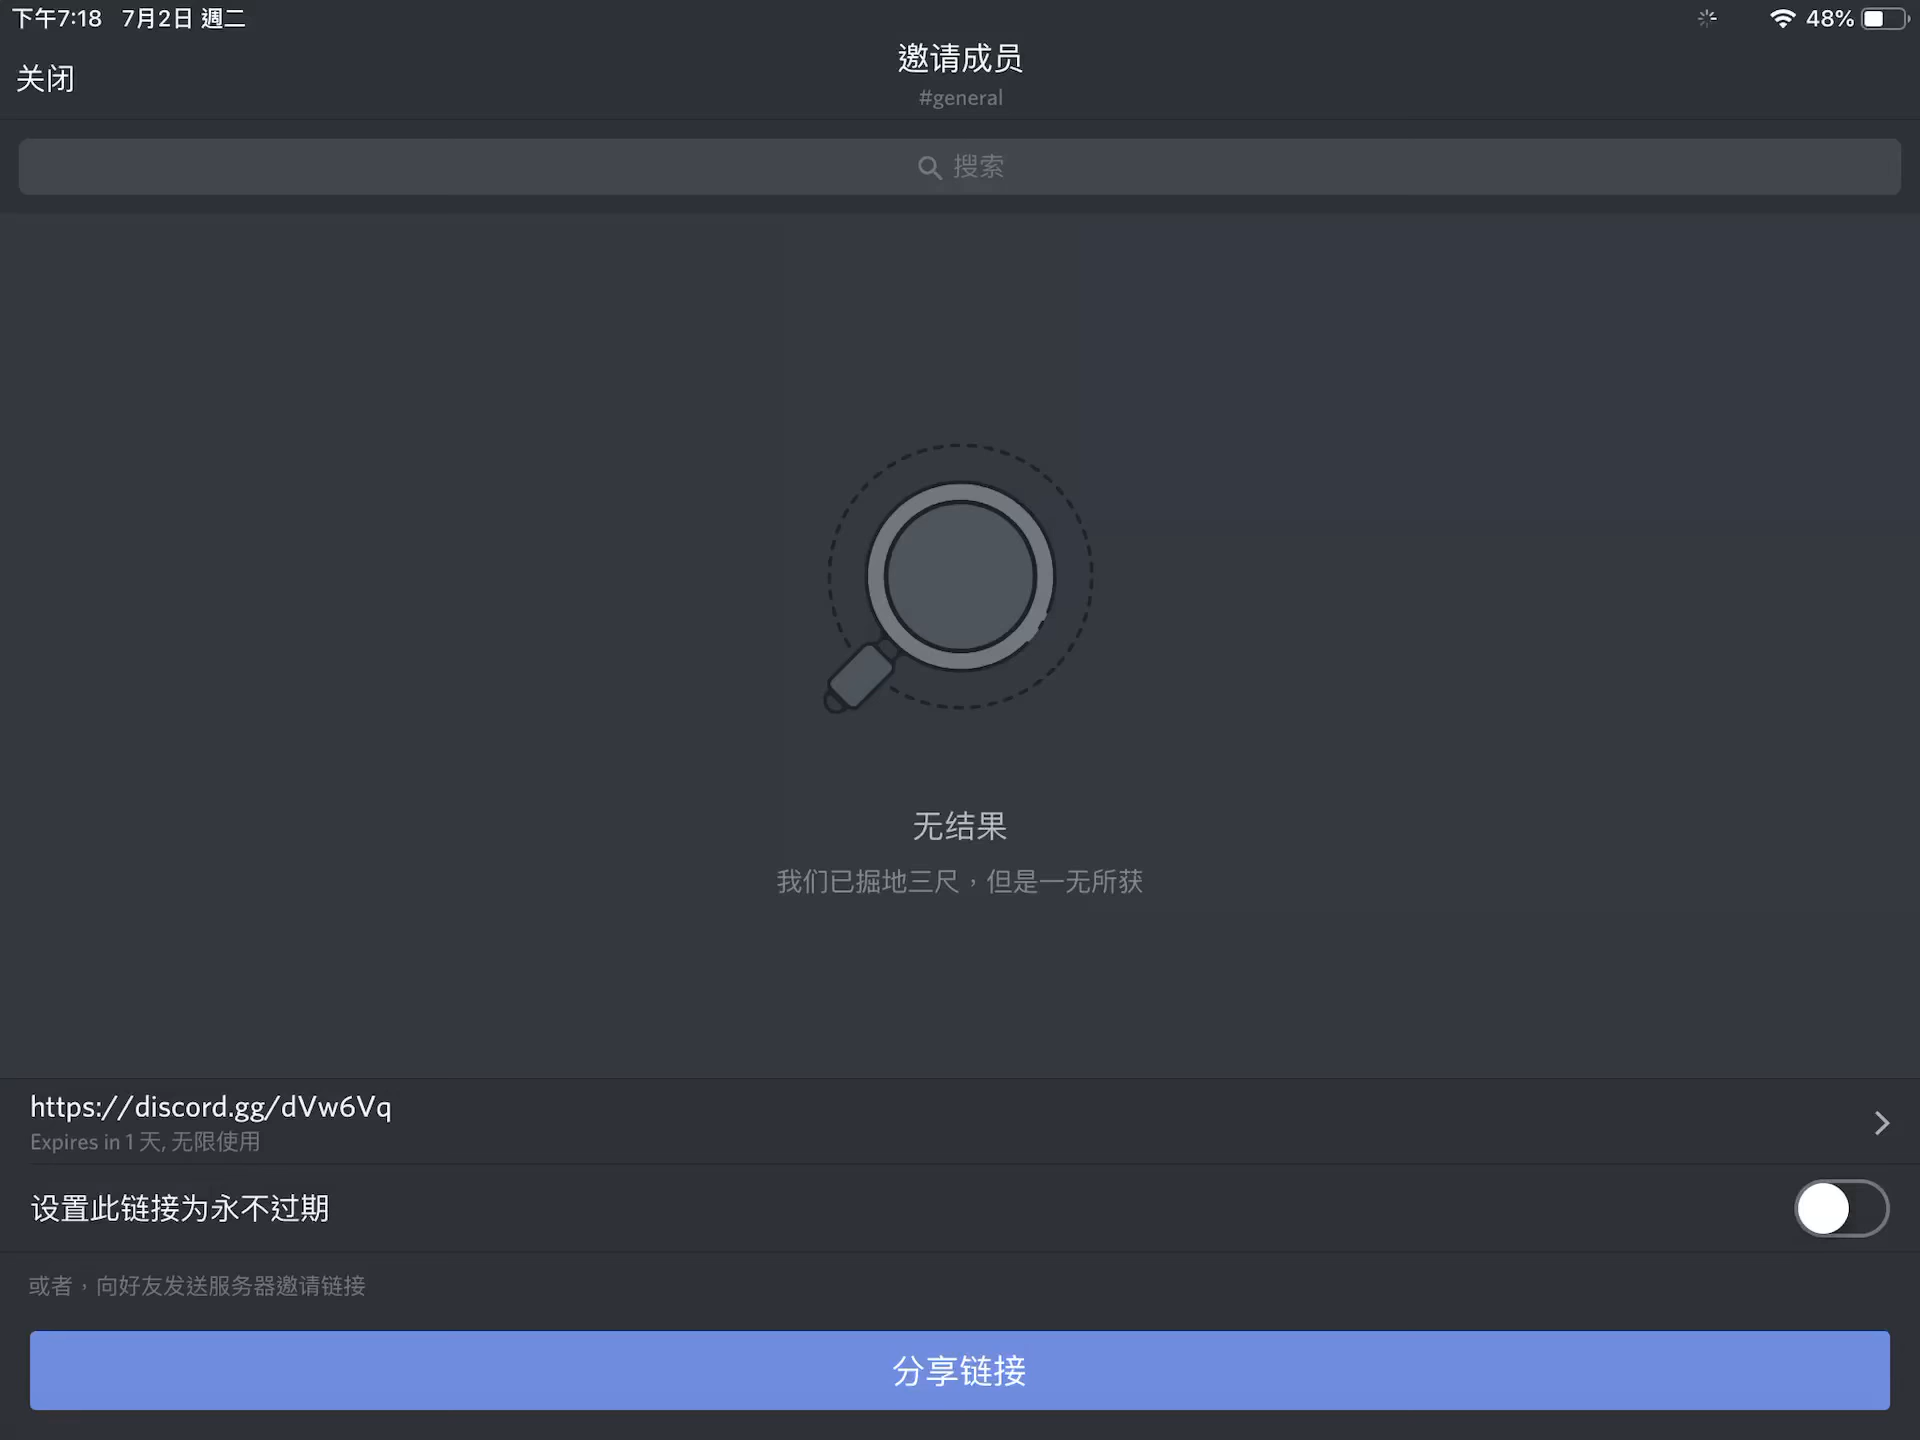 下午7:18 7月2日 週二
48%
关闭
邀请成员
#general
搜索
无结果
我们已掘地三尺，但是一无所获
https://discord.gg/dVw6Vq
Expires in 1 天, 无限使用
设置此链接为永不过期
或者，向好友发送服务器邀请链接
分享链接